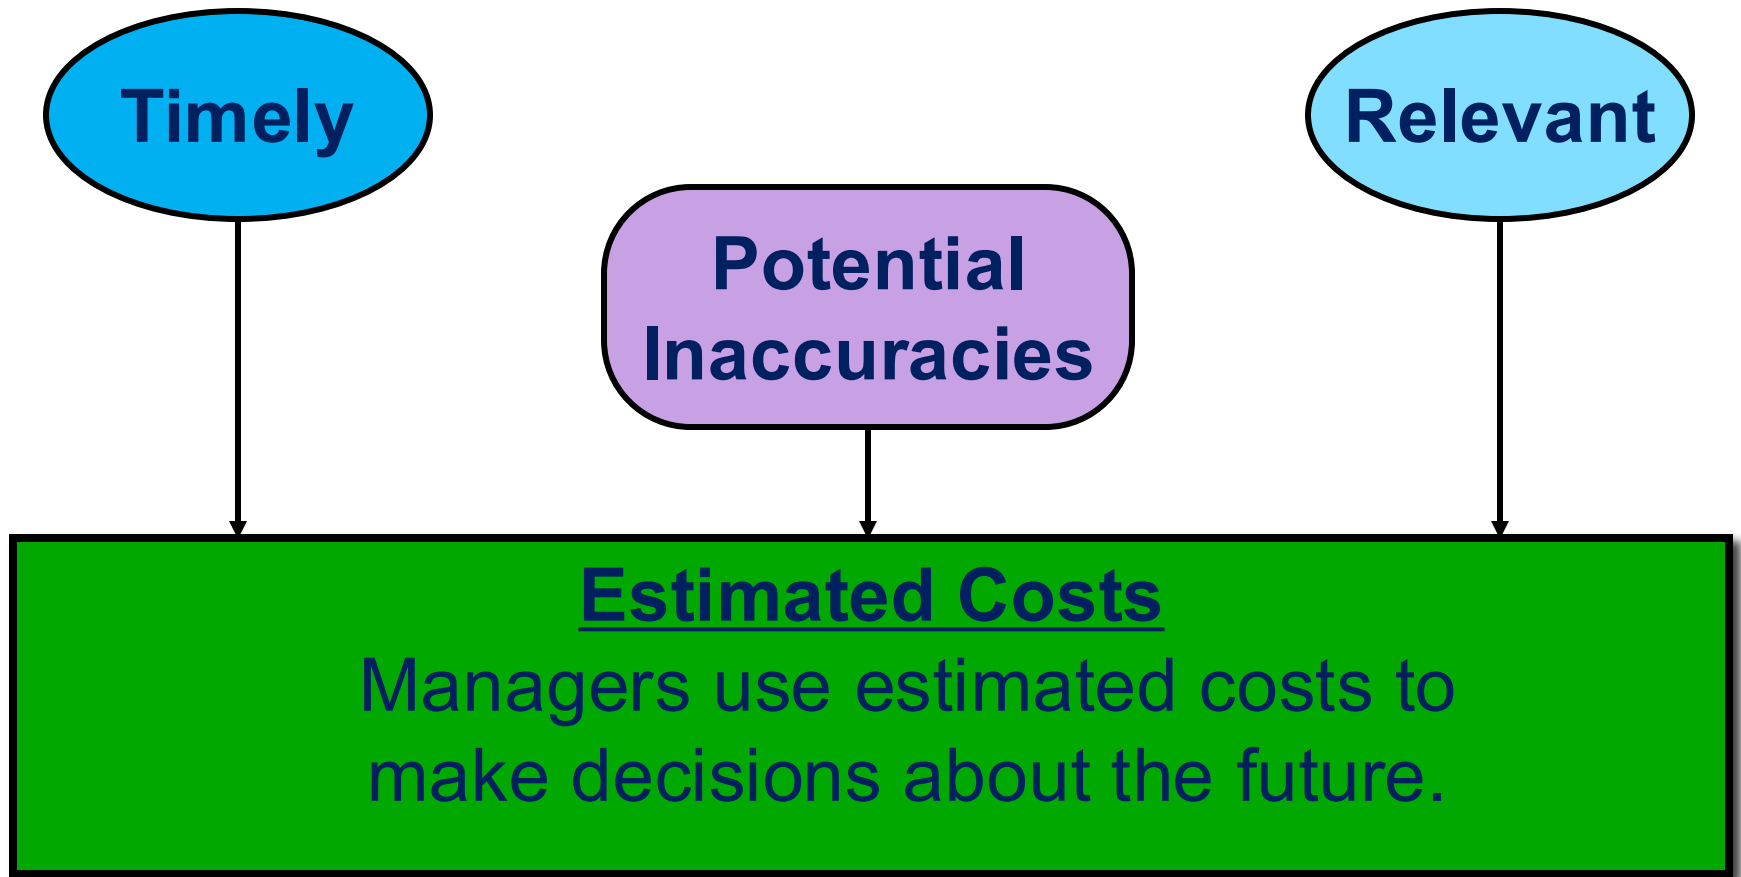 Timely
Relevant
Potential
Inaccuracies
Estimated Costs
Managers use estimated costs to
make decisions about the future.